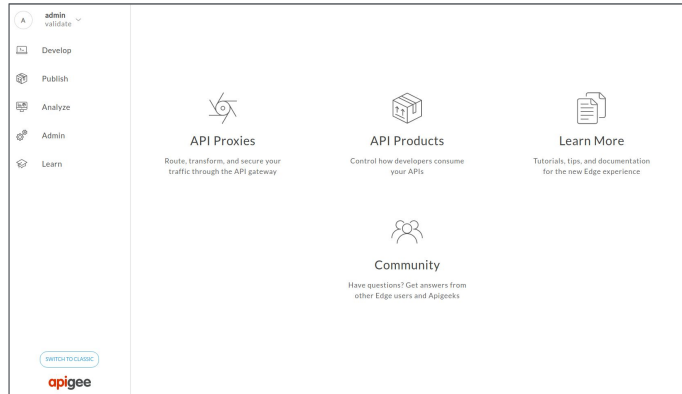 A
admin
validate
Develop
Publish
Analyze
Admin
Learn
API Proxies
Route, transform, and secure your
traffic through the API gateway
API Products
Control how developers consume
your APIs
Learn More
Tutorials, tips, and documentation
for the new Edge experience
Community
Have questions? Get answers from
other Edge users and Apigeeks
SWITCH TO CLASSIC
apigee